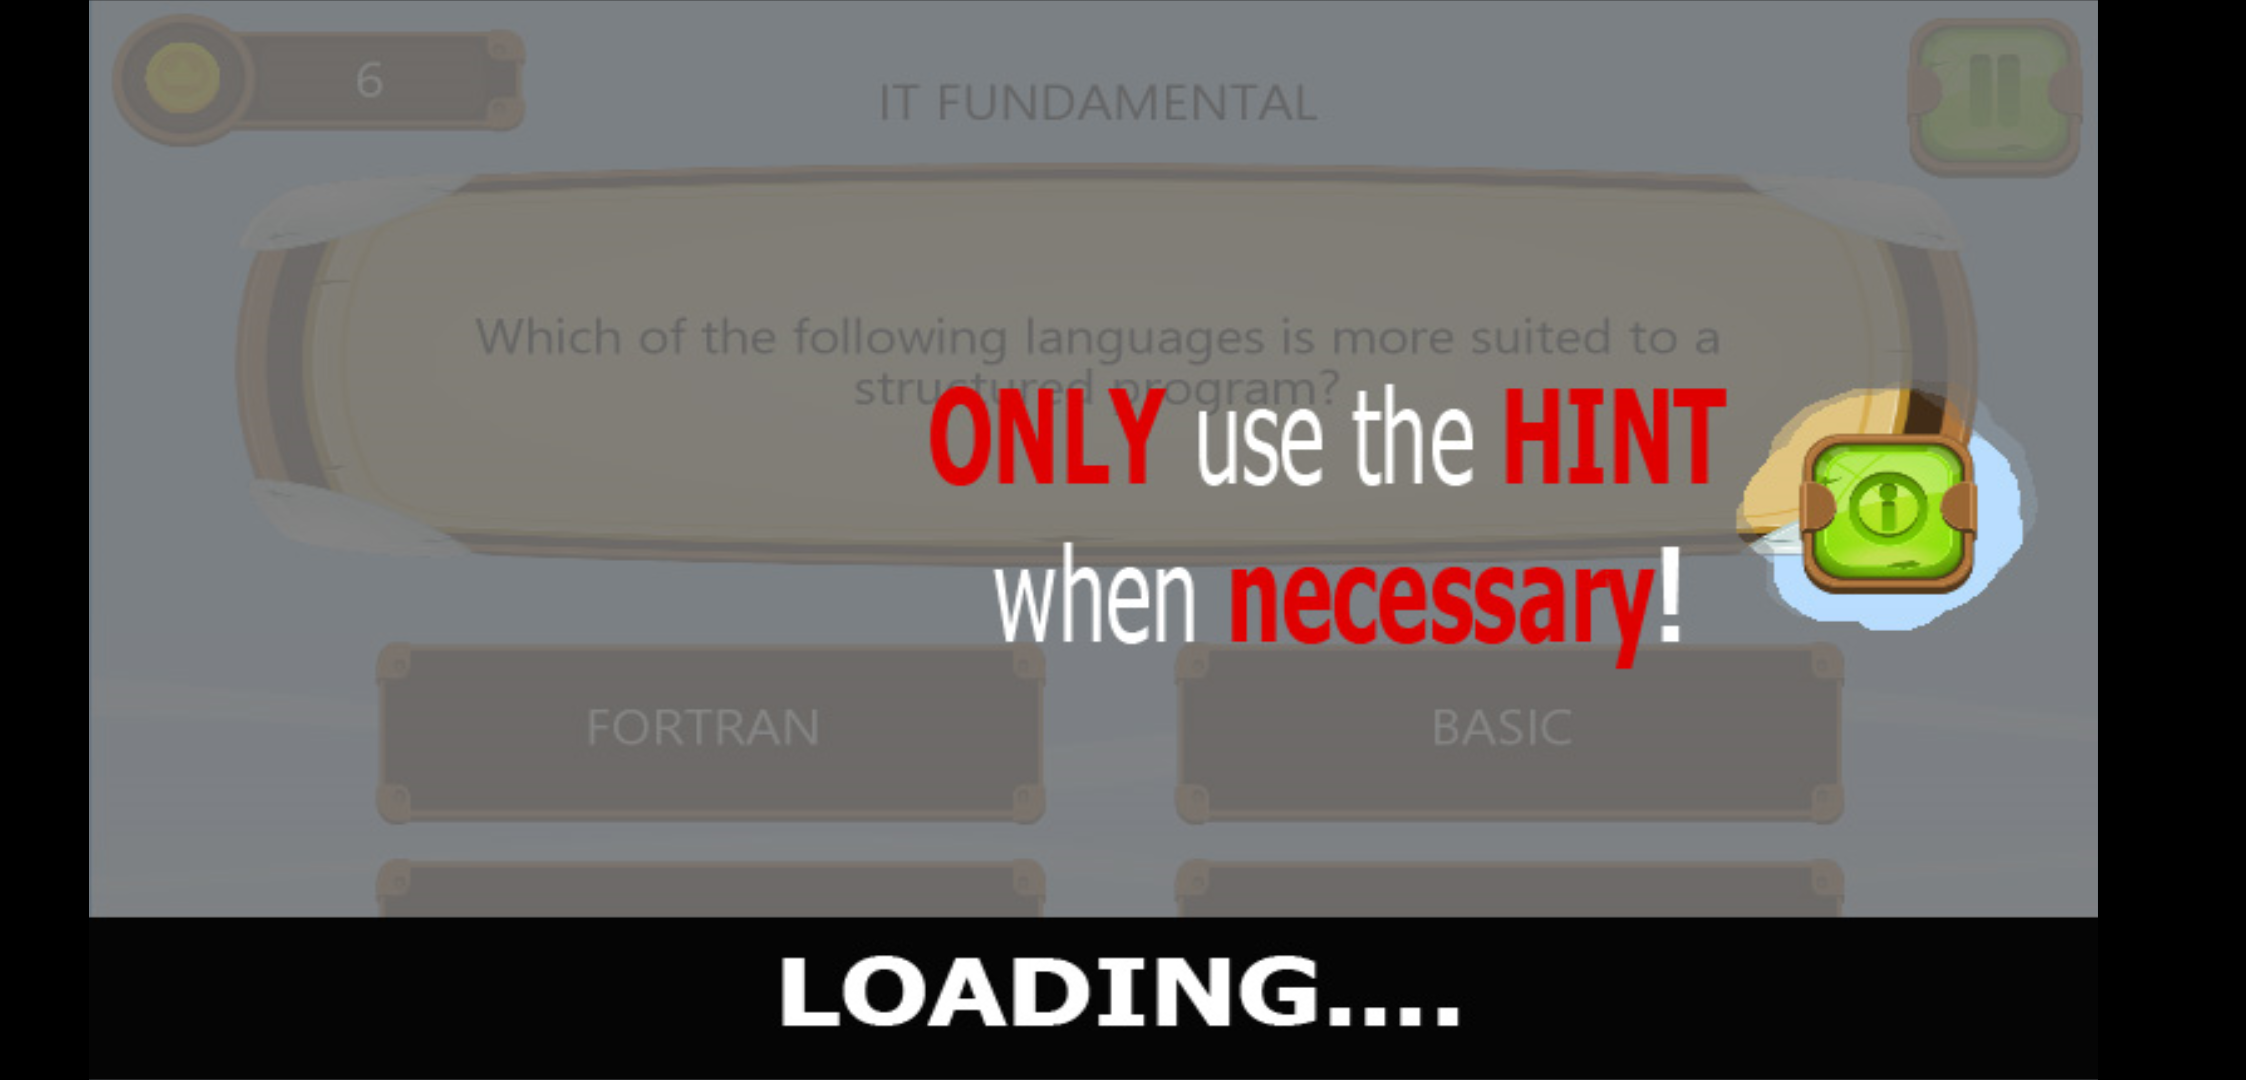 6
IT FUNDAMENTAL
Which of the following languages is more suited to a
structured program?
ONLY use the HINT
when necessary!
FORTRAN
BASIC
LOADING....